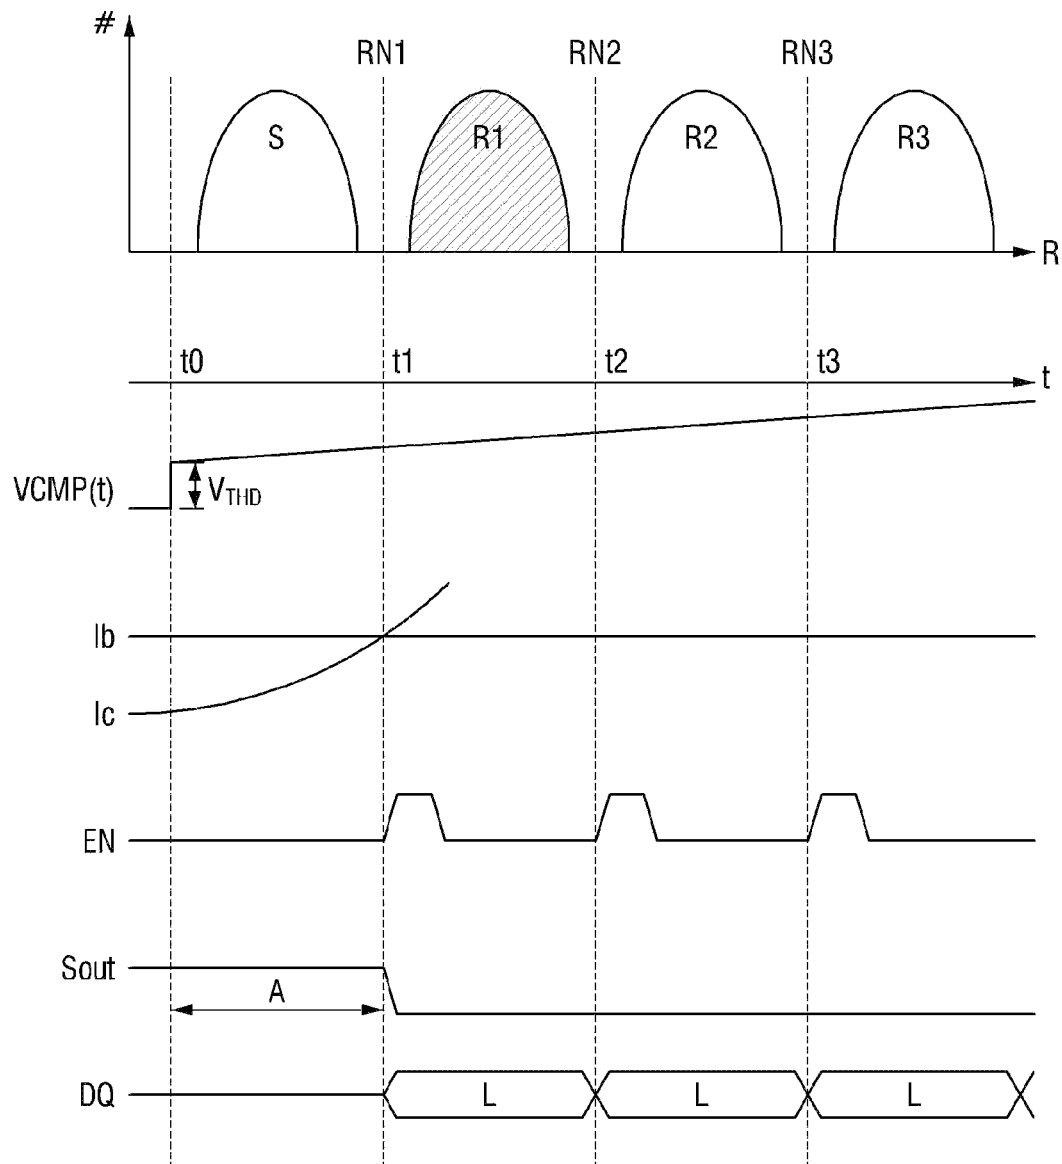 #
RN1 RN2 RN3
S R1 R2 R3
R
t0 t1 t2 t3
t
VCMP(t) VTHD
Ib
Ic
EN
Sout
A
DQ L L L